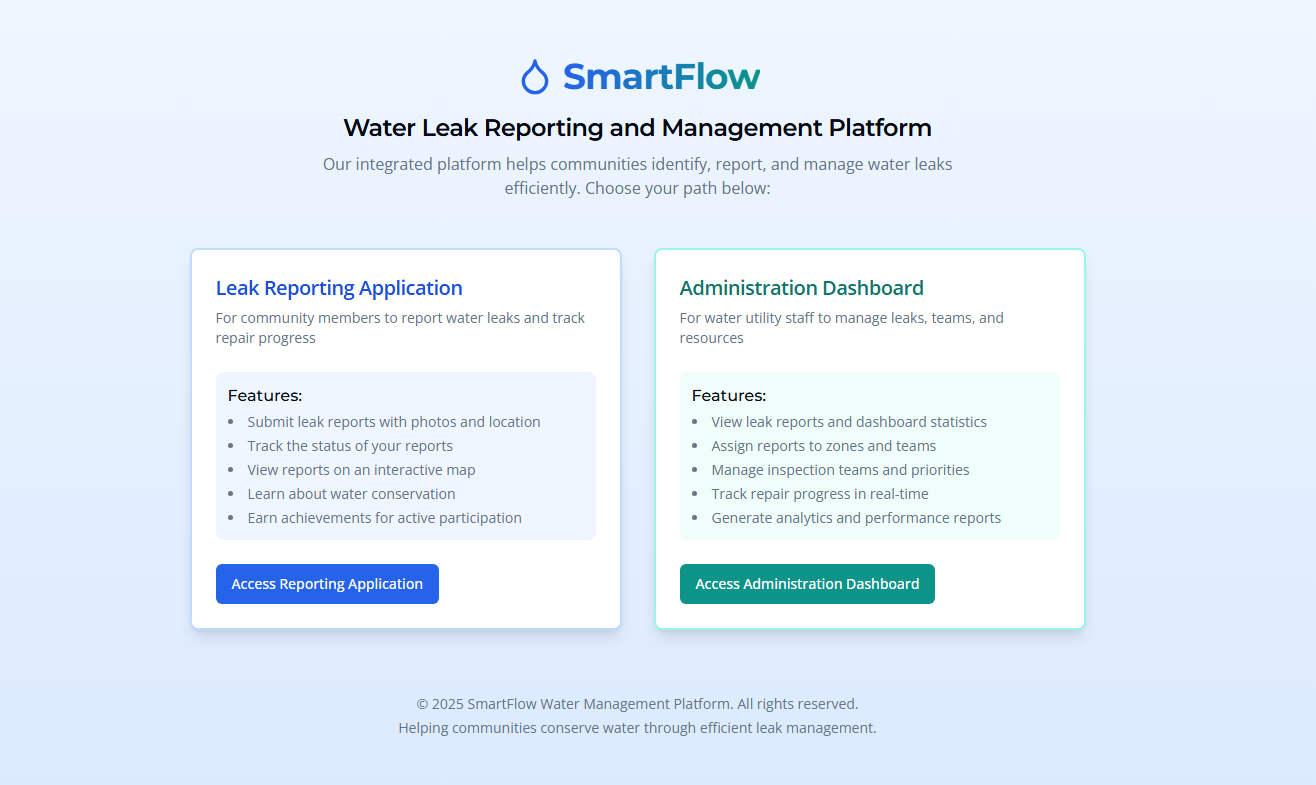 SmartFlow
Water Leak Reporting and Management Platform
Our integrated platform helps communities identify, report, and manage water leaks
efficiently. Choose your path below:
Leak Reporting Application
For community members to report water leaks and track
repair progress
Features:
• Submit leak reports with photos and location
• Track the status of your reports
• View reports on an interactive map
• Learn about water conservation
• Earn achievements for active participation
Access Reporting Application
Administration Dashboard
For water utility staff to manage leaks, teams, and
resources
Features:
• View leak reports and dashboard statistics
• Assign reports to zones and teams
• Manage inspection teams and priorities
• Track repair progress in real-time
• Generate analytics and performance reports
Access Administration Dashboard
© 2025 SmartFlow Water Management Platform. All rights reserved.
Helping communities conserve water through efficient leak management.